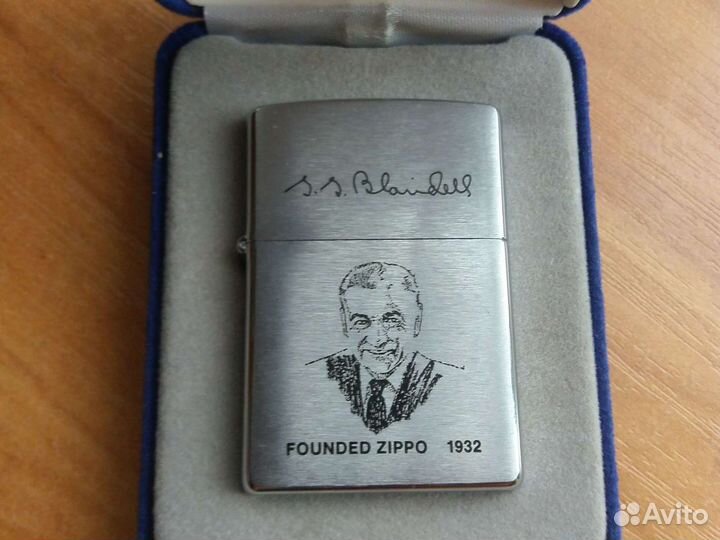 G. G. Blaisdell
FOUNDED ZIPPO 1932
Avito